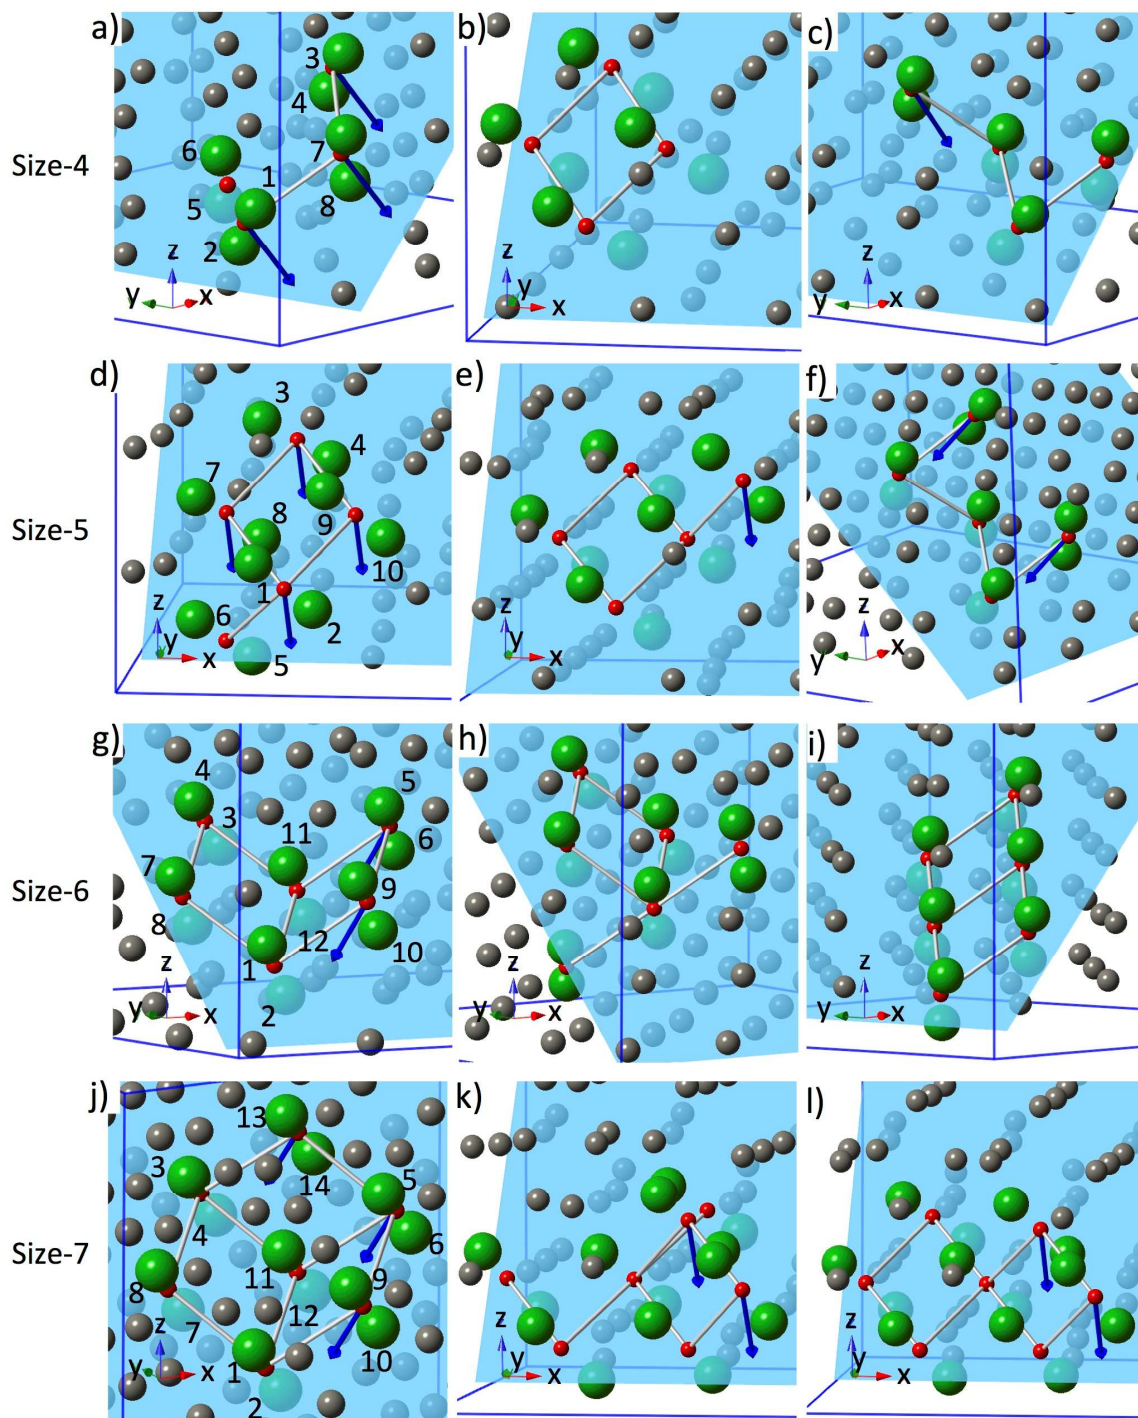 a) b) c)
3
4
6 7
Size-4 1
5 8
2
z z z
y x y x y x
d) e) f)
3
4
7
8 9
Size-5
1 10
6 2
z 5 z z
y x y x y x
g) h) i)
4 5
3 11 6
7
Size-6 9
8 12 10
1
z 2 z z
y x y x y x
j) k) l)
13
3 14 5
4 6
Size-7 11
8 9
12
7 10
z 1 z z
y x y x y x
2